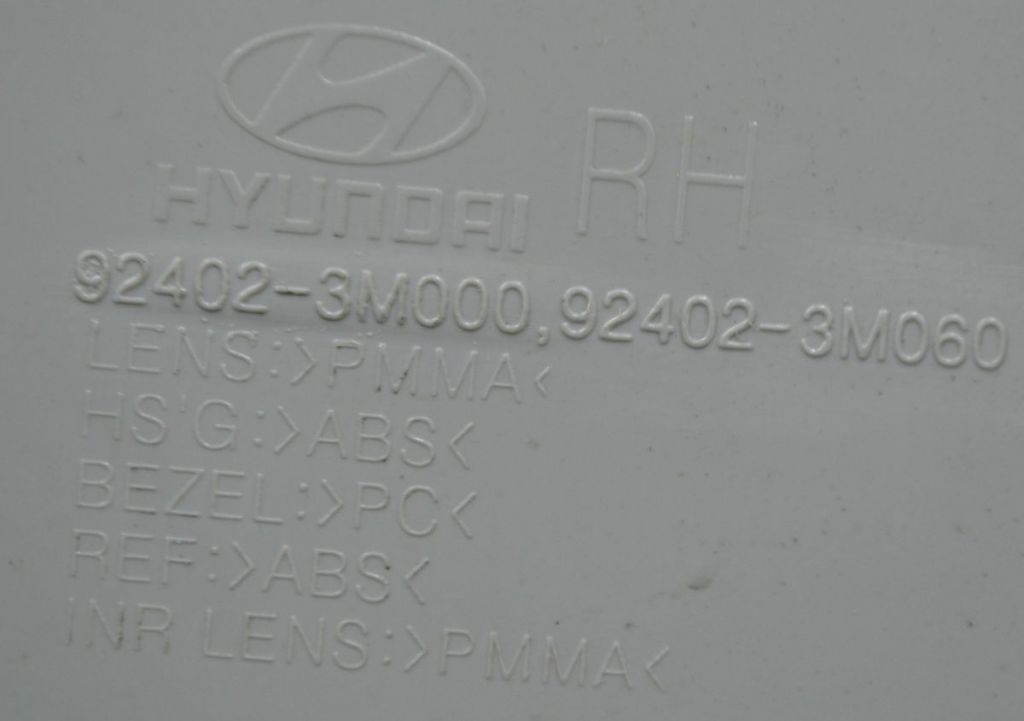 HYUNDAI RH
92402-3M000,92402-3M060
LENS:>PMMA<
HS'G:>ABS<
BEZEL:>PC<
REF:>ABS<
INR LENS:>PMMA<